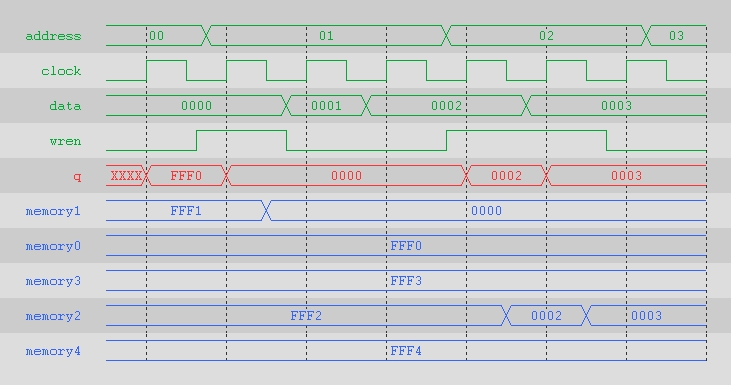 address 00 01 02 03
clock
data 0000 0001 0002 0003
wren
q XXXX FFF0 0000 0002 0003
memory1 FFF1 0000
memory0 FFF0
memory3 FFF3
memory2 FFF2 0002 0003
memory4 FFF4